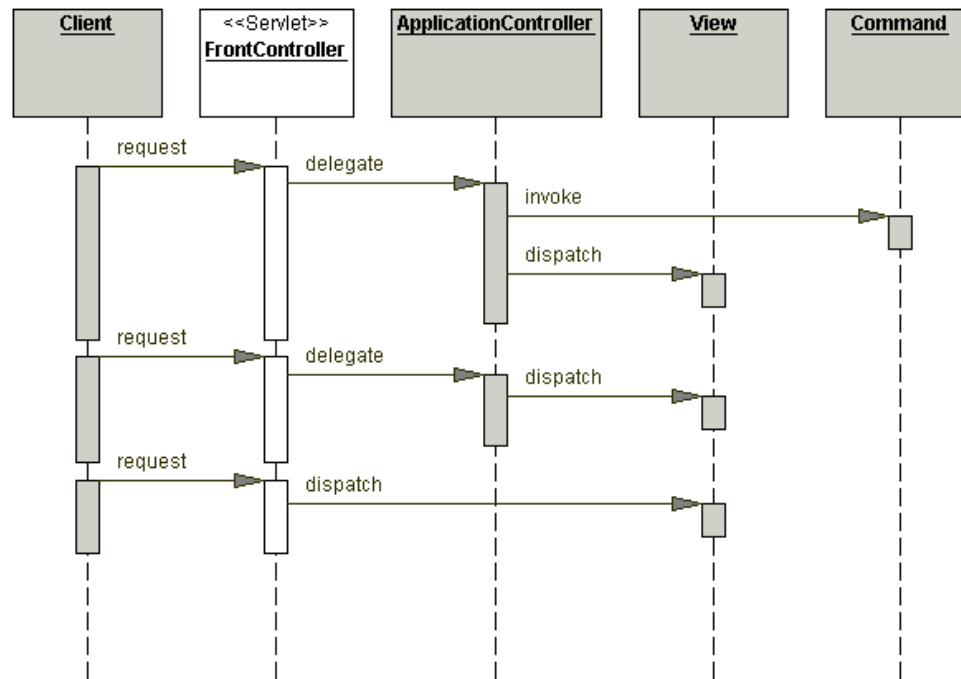 Client
<<Servlet>>
FrontController
ApplicationController
View
Command
request
delegate
invoke
dispatch
request
delegate
dispatch
request
dispatch